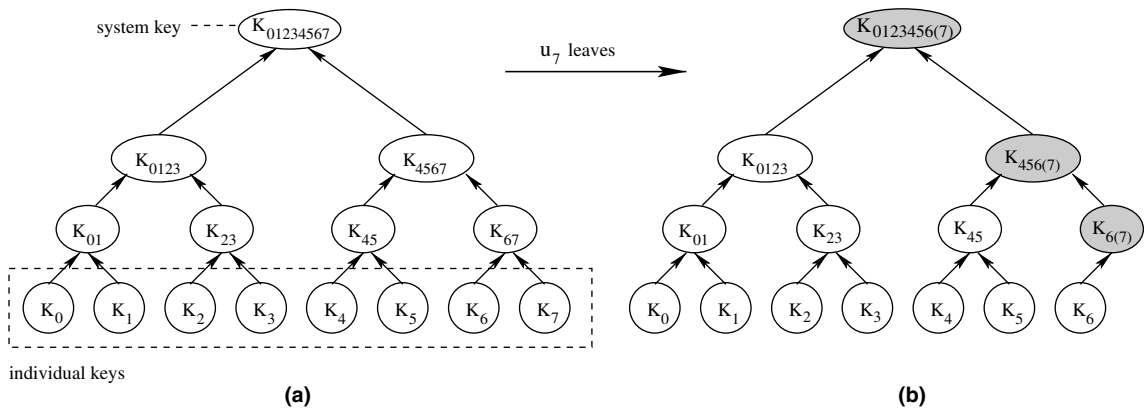 system key
K01234567
u7 leaves
K0123456(7)
K0123
K4567
K0123
K456(7)
K01
K23
K45
K67
K01
K23
K45
K6(7)
K0
K1
K2
K3
K4
K5
K6
K7
K0
K1
K2
K3
K4
K5
K6
individual keys
(a)
(b)